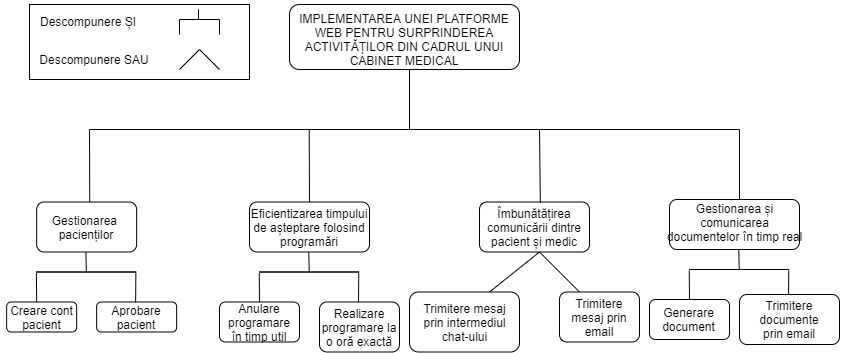 Descompunere ȘI
Descompunere SAU
IMPLEMENTAREA UNEI PLATFORME
WEB PENTRU SURPRINDEREA
ACTIVITĂȚILOR DIN CADRUL UNUI
CABINET MEDICAL
Gestionarea
pacienților
Eficientizarea timpului
de așteptare folosind
programări
Îmbunătățirea
comunicării dintre
pacient și medic
Gestionarea și
comunicarea
documentelor în timp real
Creare cont
pacient
Aprobare
pacient
Anulare
programare
în timp util
Realizare
programare la
o oră exactă
Trimitere mesaj
prin intermediul
chat-ului
Trimitere
mesaj prin
email
Generare
document
Trimitere
documente
prin email